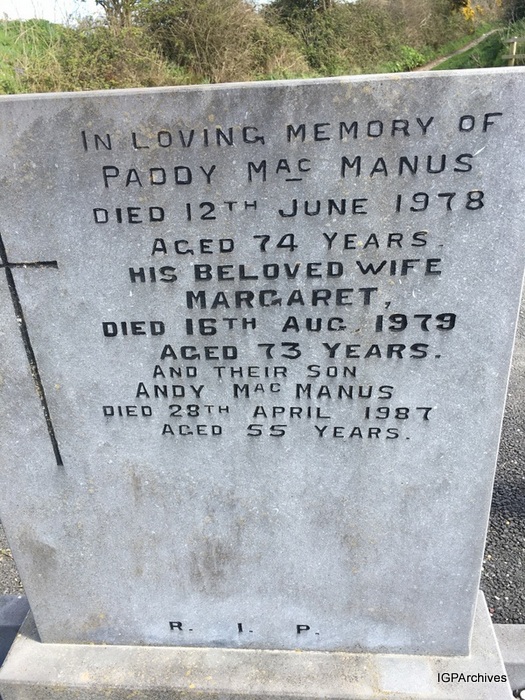 IN LOVING MEMORY OF
PADDY MAC MANUS
DIED 12TH JUNE 1978
AGED 74 YEARS.
HIS BELOVED WIFE
MARGARET,
DIED 16TH AUG. 1979
AGED 73 YEARS.
AND THEIR SON
ANDY MAC MANUS
DIED 28TH APRIL 1987
AGED 55 YEARS.
R. I. P.
IGPArchives